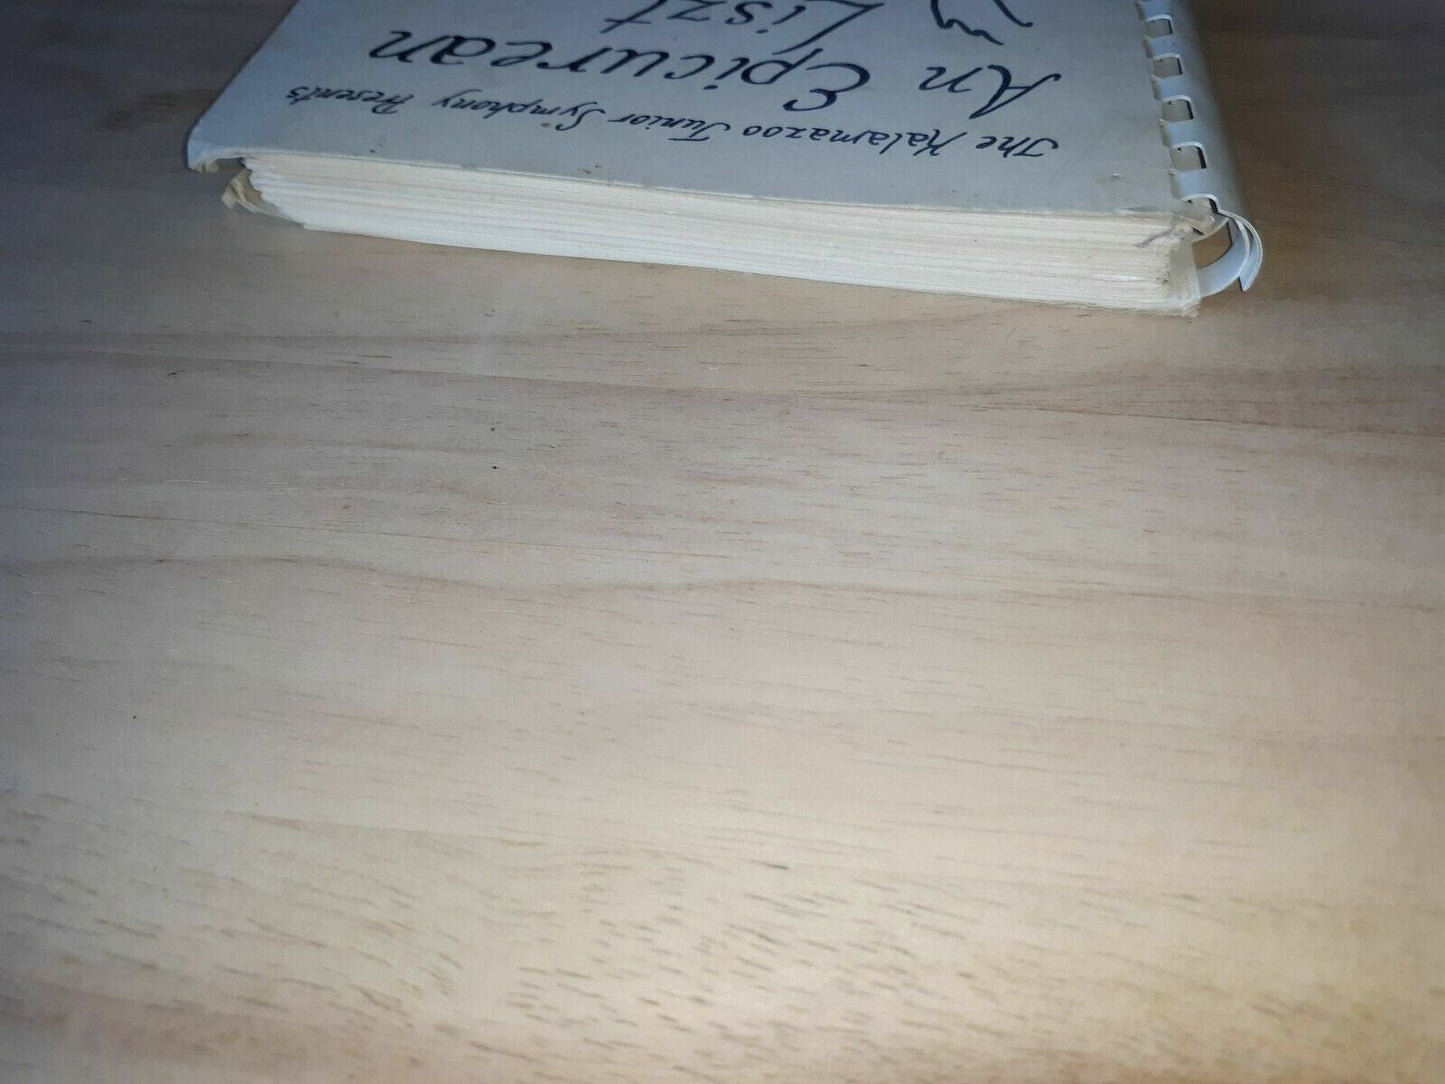 The Kalamazoo Junior Symphony Presents
An Epicurean
Liszt